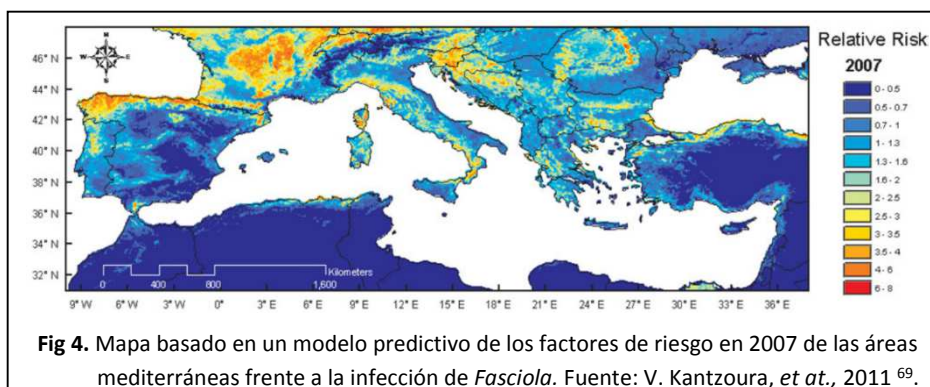 N
W E
S
46° N
44° N
42° N
40° N
38° N
36° N
34° N
32° N
0 400 800 1,600
Kilometers
9° W 6° W 3° W 0° 3° E 6° E 9° E 12° E 15° E 18° E 21° E 24° E 27° E 30° E 33° E 36° E
Relative Risk
2007
0 - 0.5
0.5 - 0.7
0.7 - 1
1 - 1.3
1.3 - 1.6
1.6 - 2
2 - 2.5
2.5 - 3
3 - 3.5
3.5 - 4
4 - 6
6 - 8
Fig 4. Mapa basado en un modelo predictivo de los factores de riesgo en 2007 de las áreas
mediterráneas frente a la infección de Fasciola. Fuente: V. Kantzoura, et at., 2011 69.